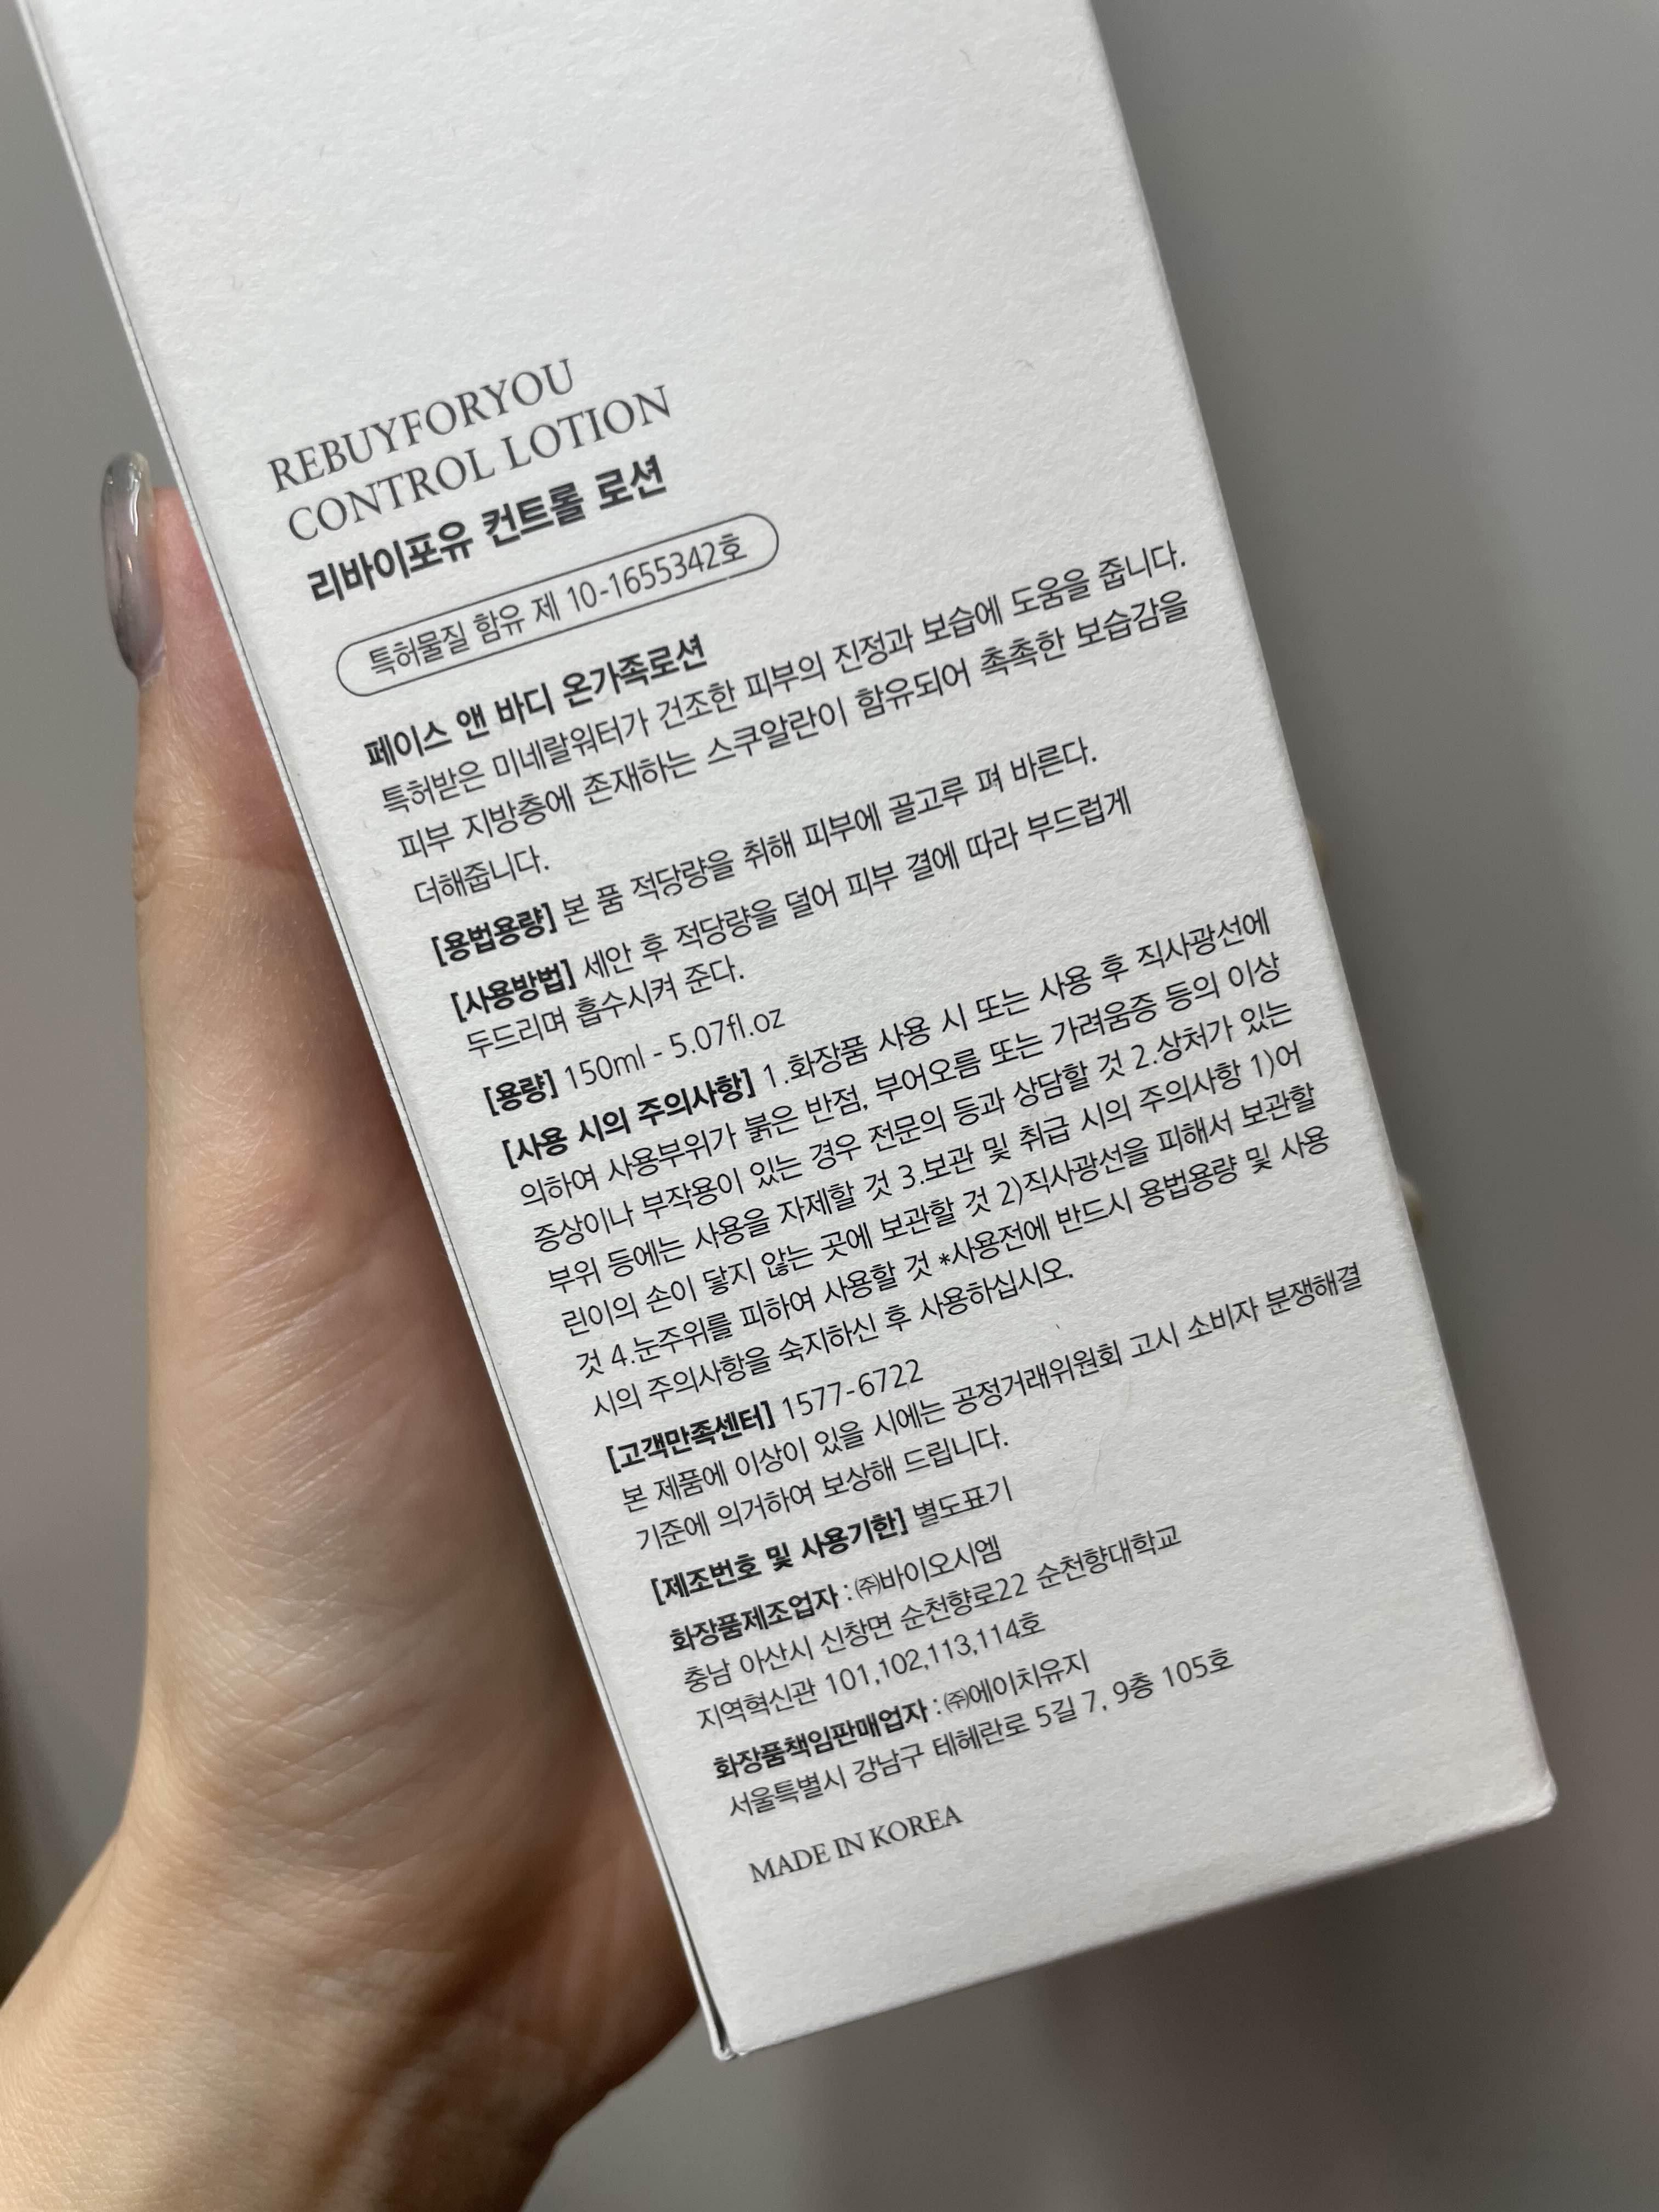 REBUYFORYOU
CONTROL LOTION
리바이포유 컨트롤 로션
특허물질 함유 제 10-1655342호
페이스 앤 바디 온가족로션
특허받은 미네랄워터가 건조한 피부의 진정과 보습에 도움을 줍니다.
피부 지방층에 존재하는 스쿠알란이 함유되어 촉촉한 보습감을
더해줍니다.
[용법용량] 본 품 적당량을 취해 피부에 골고루 펴 바른다.
[사용방법] 세안 후 적당량을 덜어 피부 결에 따라 부드럽게
두드리며 흡수시켜 준다.
[용량] 150ml - 5.07fl.oz
[사용 시의 주의사항] 1.화장품 사용 시 또는 사용 후 직사광선에
의하여 사용부위가 붉은 반점, 부어오름 또는 가려움증 등의 이상
증상이나 부작용이 있는 경우 전문의 등과 상담할 것 2.상처가 있는
부위 등에는 사용을 자제할 것 3.보관 및 취급 시의 주의사항 1)어
린이의 손이 닿지 않는 곳에 보관할 것 2)직사광선을 피해서 보관할
것 4.눈주위를 피하여 사용할 것 *사용전에 반드시 용법용량 및 사용
시의 주의사항을 숙지하신 후 사용하십시오.
[고객만족센터] 1577-6722
본 제품에 이상이 있을 시에는 공정거래위원회 고시 소비자 분쟁해결
기준에 의거하여 보상해 드립니다.
[제조번호 및 사용기한] 별도표기
화장품제조업자 : ㈜바이오시엠
충남 아산시 신창면 순천향로22 순천향대학교
지역혁신관 101,102,113,114호
화장품책임판매업자 : ㈜에이치유지
서울특별시 강남구 테헤란로 5길 7, 9층 105호
MADE IN KOREA